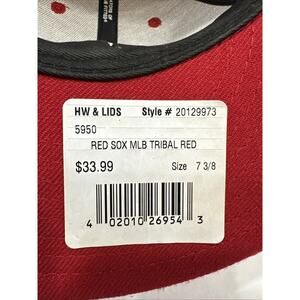 HW & LIDS Style # 20129973
5950
RED SOX MLB TRIBAL RED
$33.99 Size 7 3/8
4 02010 26954 3